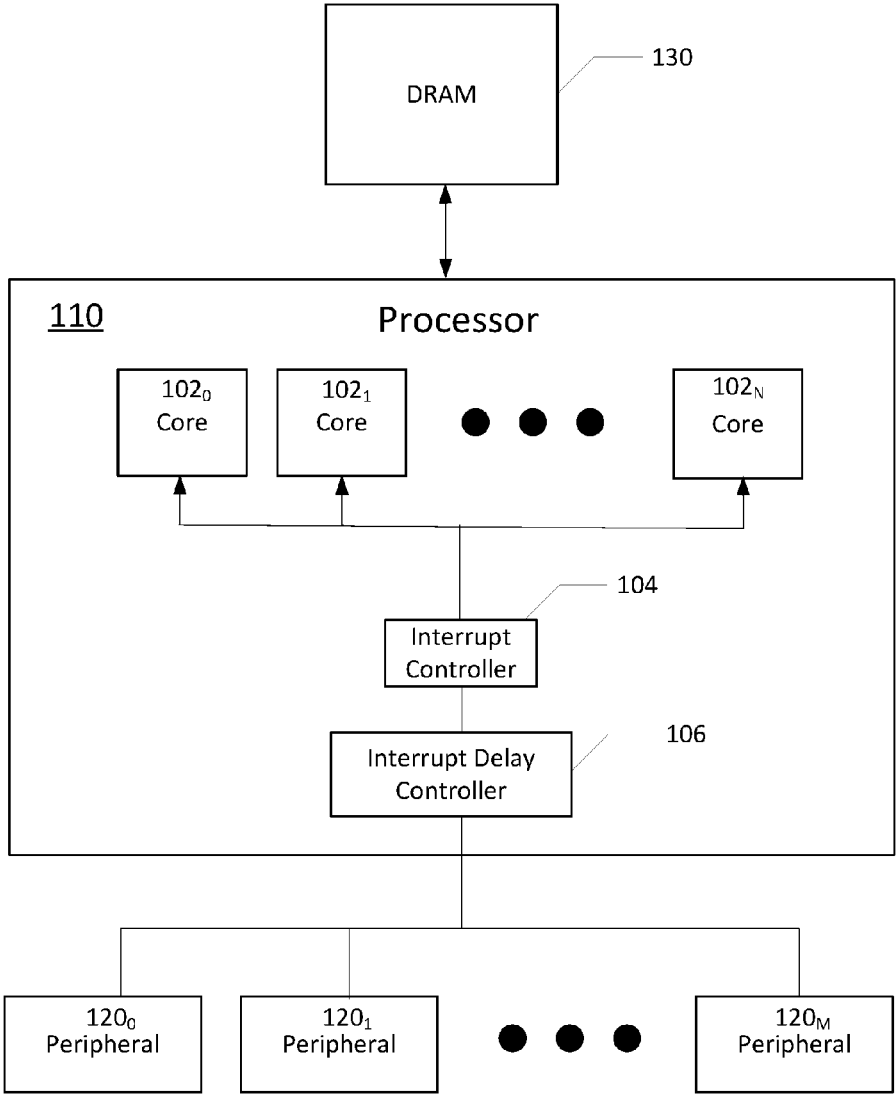 DRAM
130
110
Processor
102₀
Core
102₁
Core
102N
Core
104
Interrupt
Controller
106
Interrupt Delay
Controller
120₀
Peripheral
120₁
Peripheral
120M
Peripheral